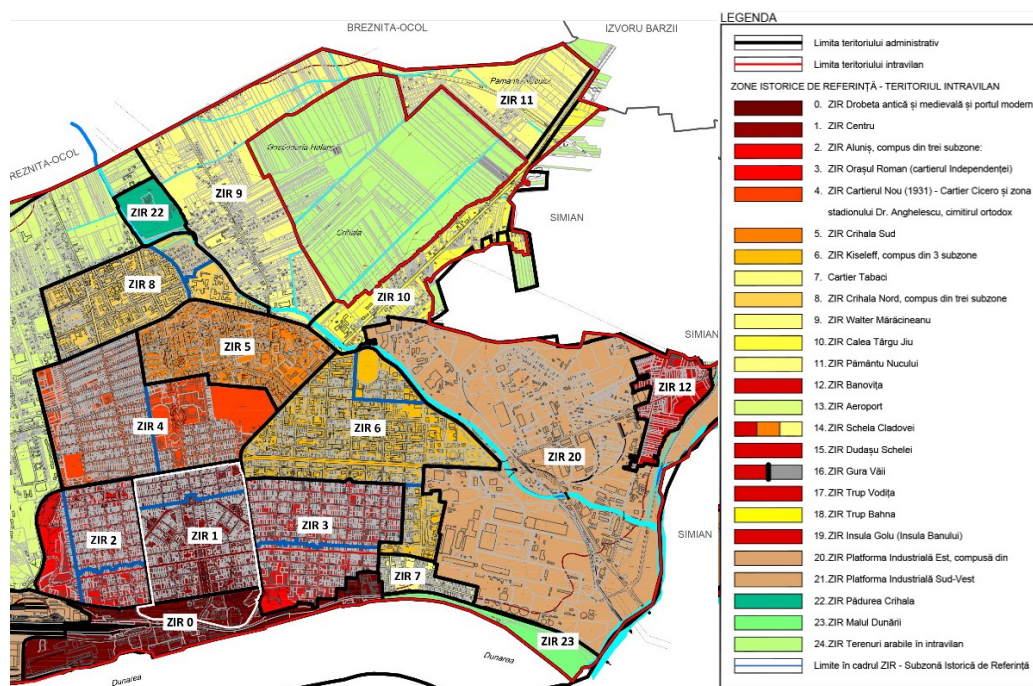 BREZNITA-OCOL
IZVORU BARZII
BREZNITA-OCOL
SIMIAN
SIMIAN
SIMIAN
SIMIAN
Crihala
Dunarea
Dunarea
ZIR 11
ZIR 9
ZIR 22
ZIR 10
ZIR 8
ZIR 5
ZIR 12
ZIR 4
ZIR 6
ZIR 20
ZIR 2
ZIR 1
ZIR 3
ZIR 7
ZIR 0
ZIR 23
LEGENDA
Limita teritoriului administrativ
Limita teritoriului intravilan
ZONE ISTORICE DE REFERINȚĂ - TERITORIUL INTRAVILAN
0. ZIR Drobeta antică și medievală și portul modern
1. ZIR Centru
2. ZIR Aluniș, compus din trei subzone:
3. ZIR Orașul Roman (cartierul Independenței)
4. ZIR Cartierul Nou (1931) - Cartier Cicero și zona
stadionului Dr. Anghelescu, cimitirul ortodox
5. ZIR Crihala Sud
6. ZIR Kiseleff, compus din 3 subzone
7. Cartier Tabaci
8. ZIR Crihala Nord, compus din trei subzone
9. ZIR Walter Mărăcineanu
10. ZIR Calea Târgu Jiu
11. ZIR Pământu Nucului
12. ZIR Banovița
13. ZIR Aeroport
14. ZIR Schela Cladovei
15. ZIR Dudașu Schelei
16. ZIR Gura Văii
17. ZIR Trup Vodița
18. ZIR Trup Bahna
19. ZIR Insula Golu (Insula Banului)
20. ZIR Platforma Industrială Est, compusă din
21. ZIR Platforma Industrială Sud-Vest
22. ZIR Pădurea Crihala
23. ZIR Malul Dunării
24. ZIR Terenuri arabile în intravilan
Limite în cadrul ZIR - Subzonă Istorică de Referință